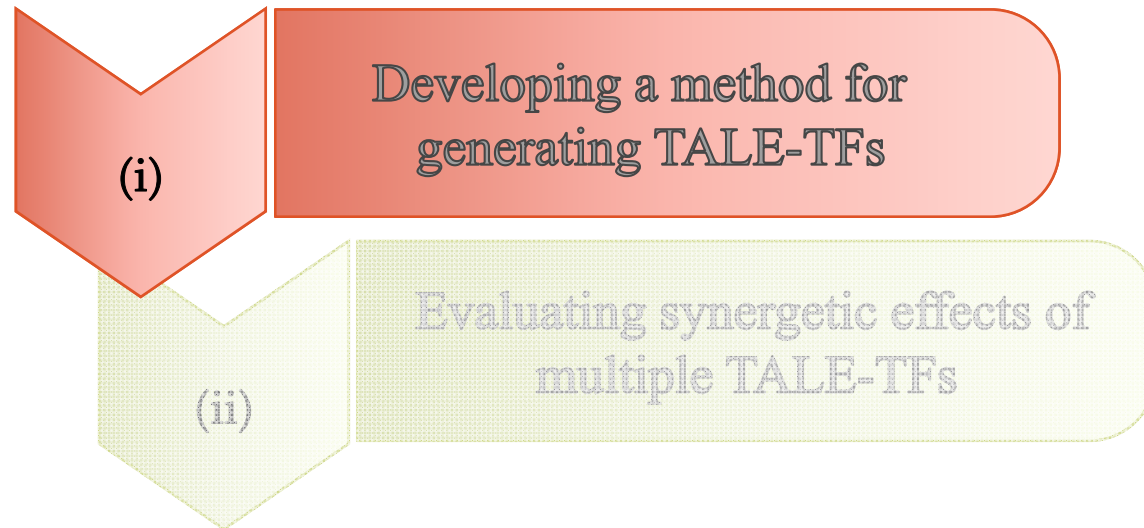 (i)
Developing a method for
generating TALE-TFs
(ii)
Evaluating synergetic effects of
multiple TALE-TFs